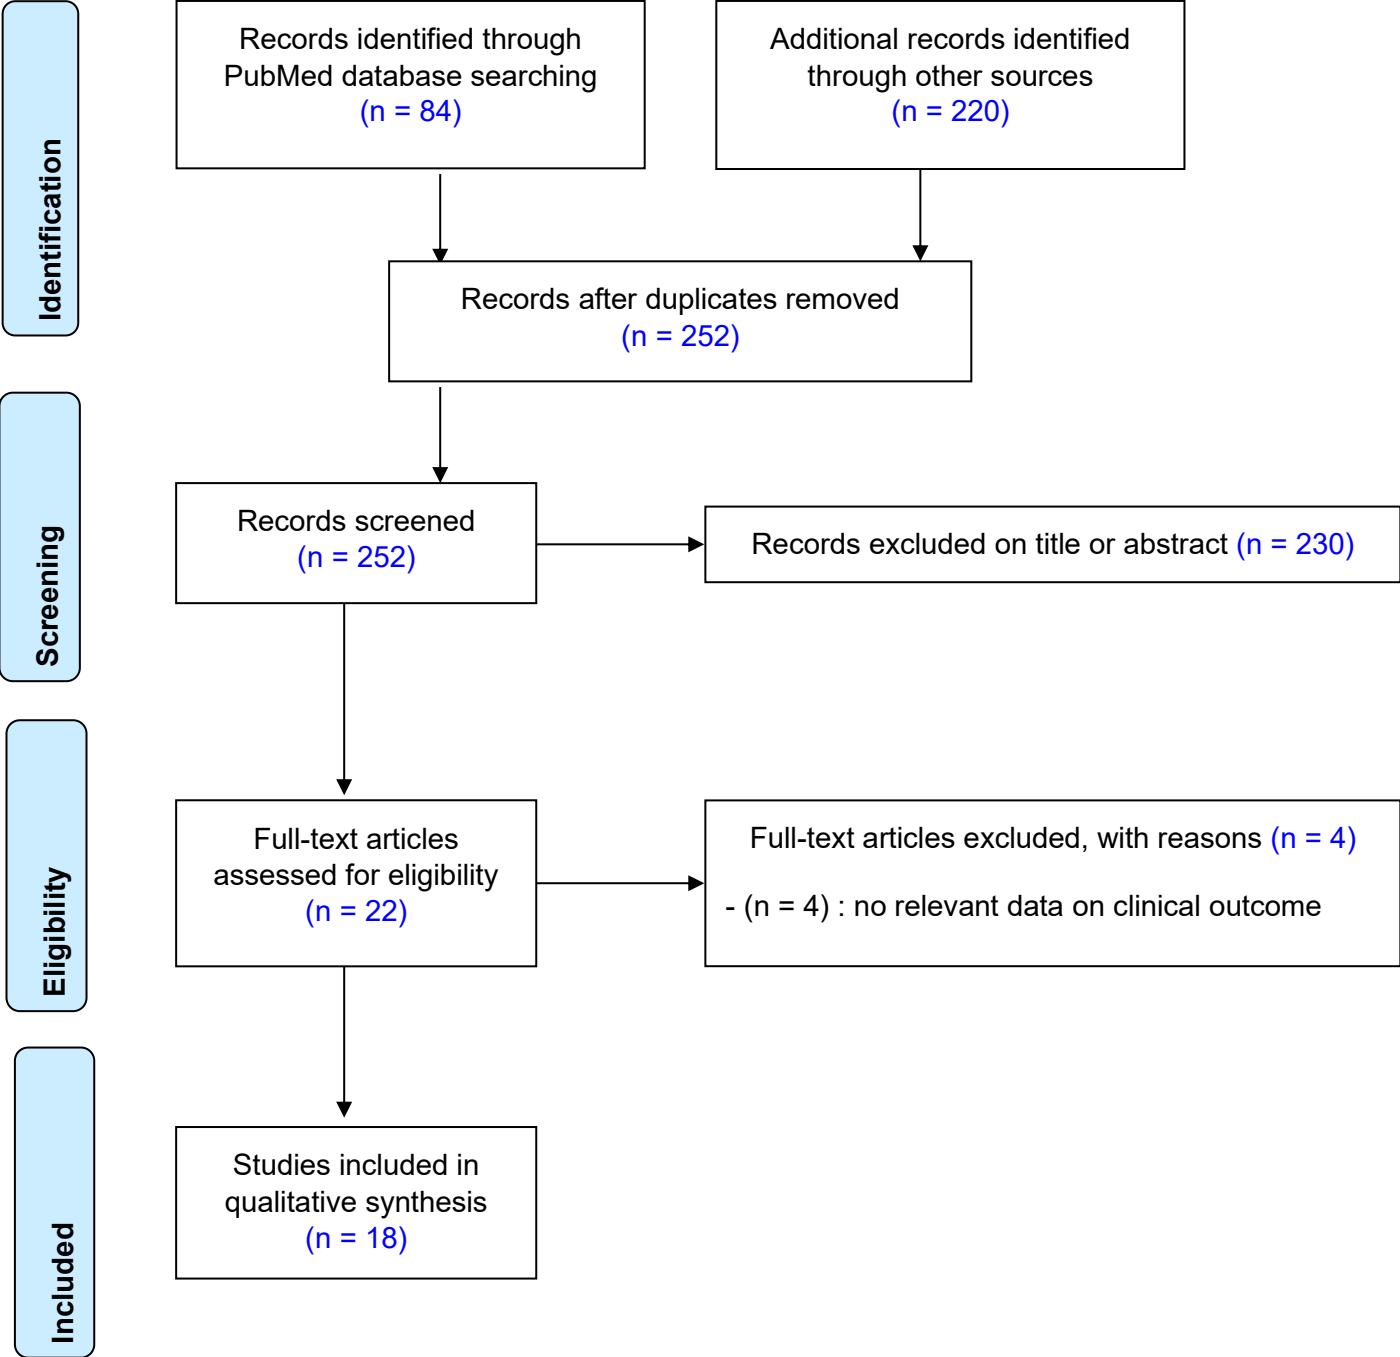 Identification
Records identified through
PubMed database searching
(n = 84)
Additional records identified
through other sources
(n = 220)
Records after duplicates removed
(n = 252)
Screening
Records screened
(n = 252)
Records excluded on title or abstract (n = 230)
Eligibility
Full-text articles
assessed for eligibility
(n = 22)
Full-text articles excluded, with reasons (n = 4)
- (n = 4) : no relevant data on clinical outcome
Included
Studies included in
qualitative synthesis
(n = 18)